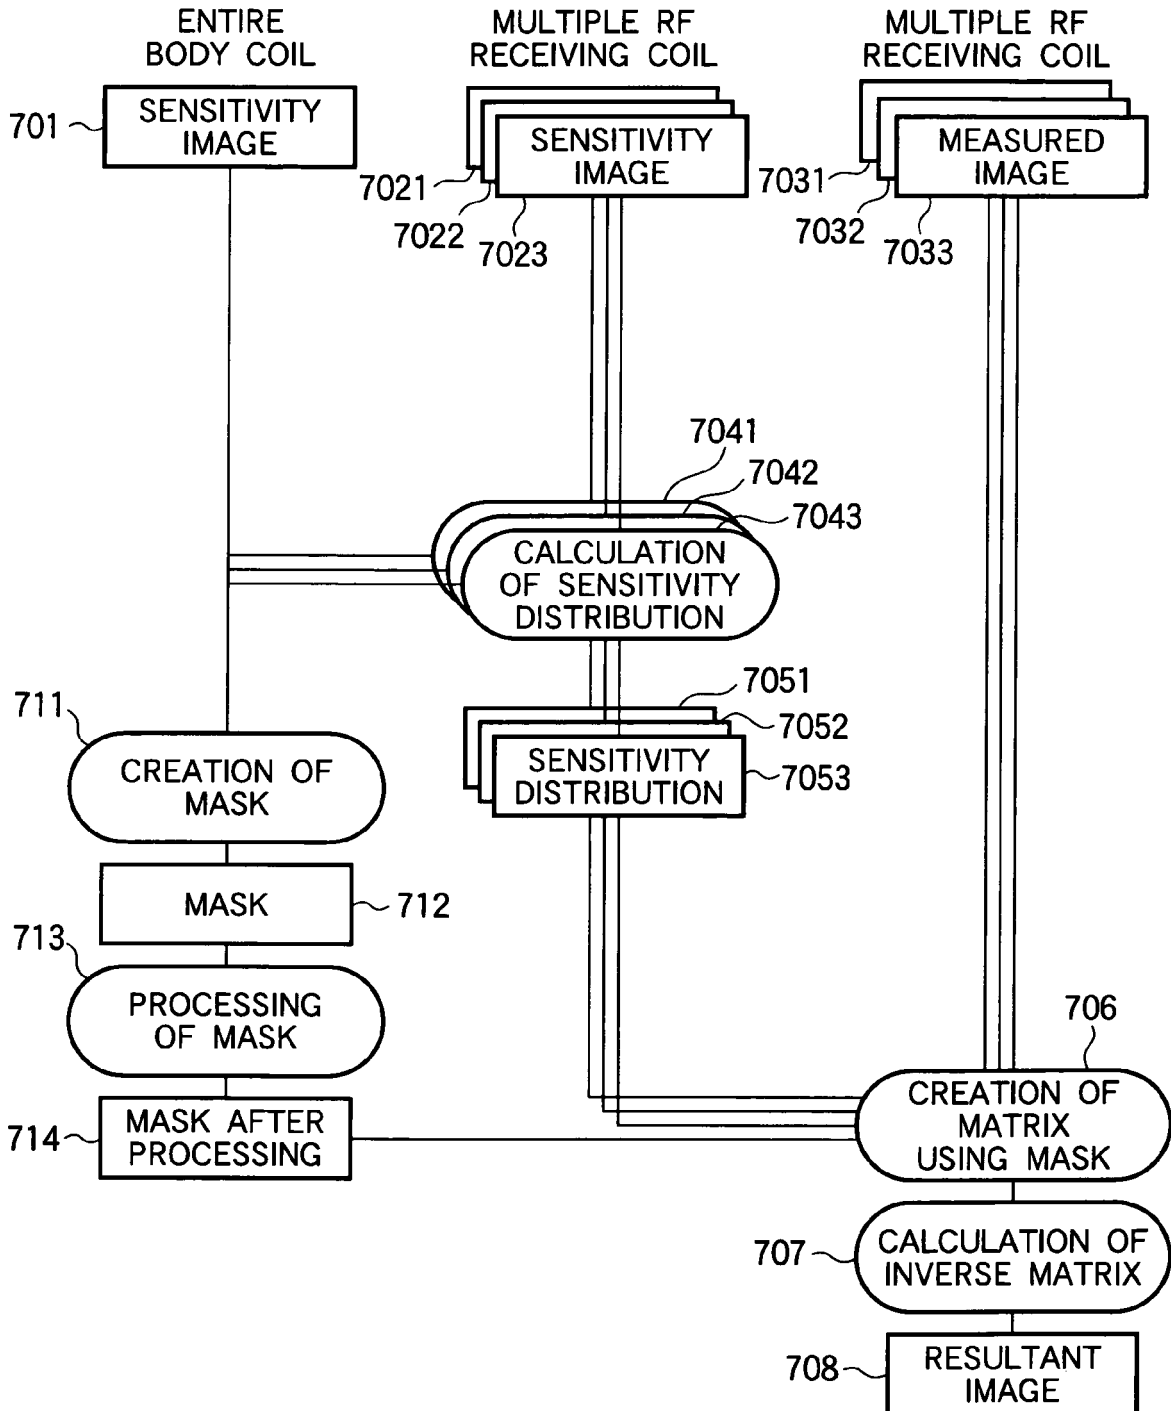 ENTIRE
BODY COIL
MULTIPLE RF
RECEIVING COIL
MULTIPLE RF
RECEIVING COIL
701
SENSITIVITY
IMAGE
7021
7022
7023
SENSITIVITY
IMAGE
7031
7032
7033
MEASURED
IMAGE
7041
7042
7043
CALCULATION
OF SENSITIVITY
DISTRIBUTION
7051
7052
7053
SENSITIVITY
DISTRIBUTION
711
CREATION OF
MASK
MASK
712
713
PROCESSING
OF MASK
714
MASK AFTER
PROCESSING
706
CREATION OF
MATRIX
USING MASK
707
CALCULATION OF
INVERSE MATRIX
708
RESULTANT
IMAGE